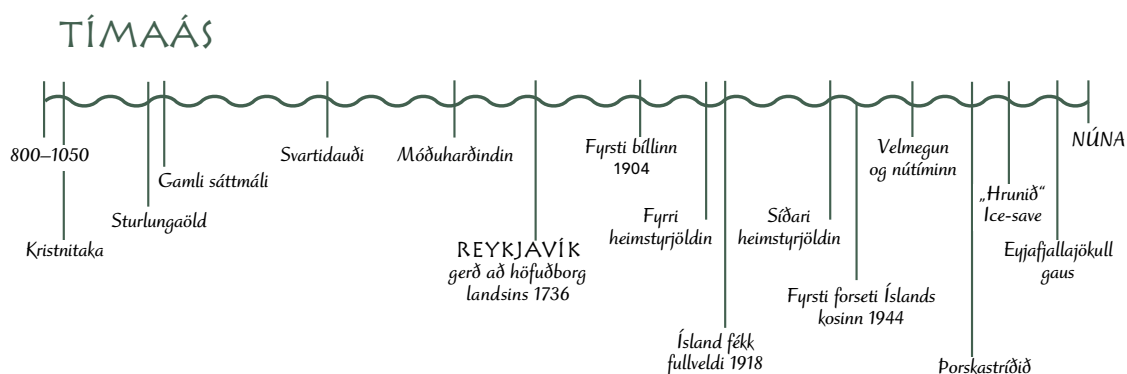 TÍMAÁS
800–1050
Kristnitaka
Sturlungaöld
Gamli sáttmáli
Svartidauði
Móðuharðindin
REYKJAVÍK
gerð að höfuðborg
landsins 1736
Fyrsti bíllinn
1904
Fyrri
heimstyrjöldin
Ísland fékk
fullveldi 1918
Síðari
heimstyrjöldin
Fyrsti forseti Íslands
kosinn 1944
Velmegun
og nútíminn
Þorskastríðið
„Hrunið“
Ice-save
Eyjafjallajökull
gaus
NÚNA